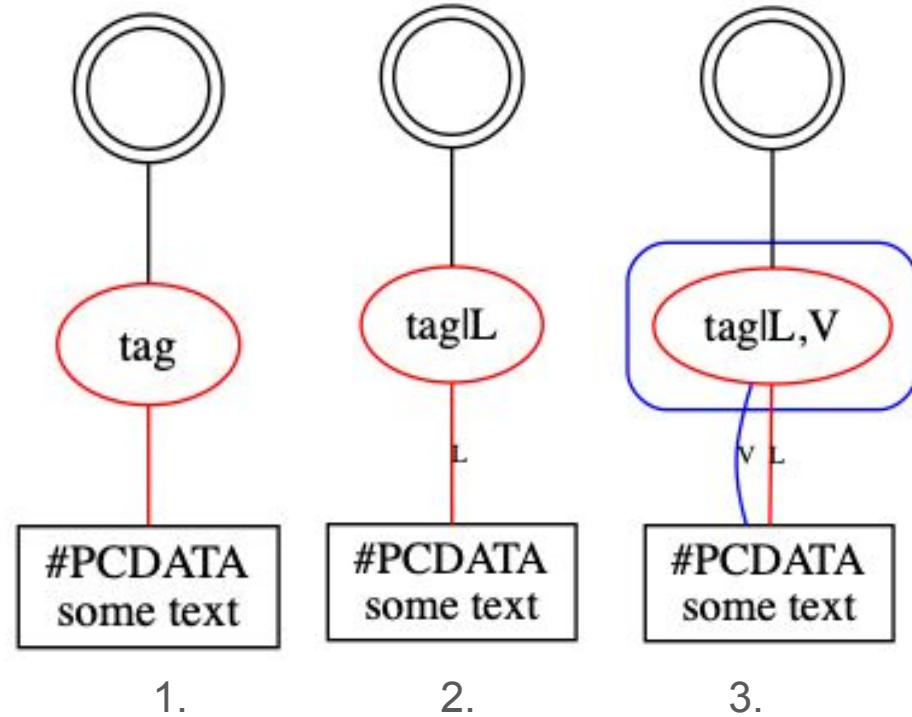 tag
#PCDATA
some text
1.
tag|L
L
#PCDATA
some text
2.
tag|L,V
V L
#PCDATA
some text
3.